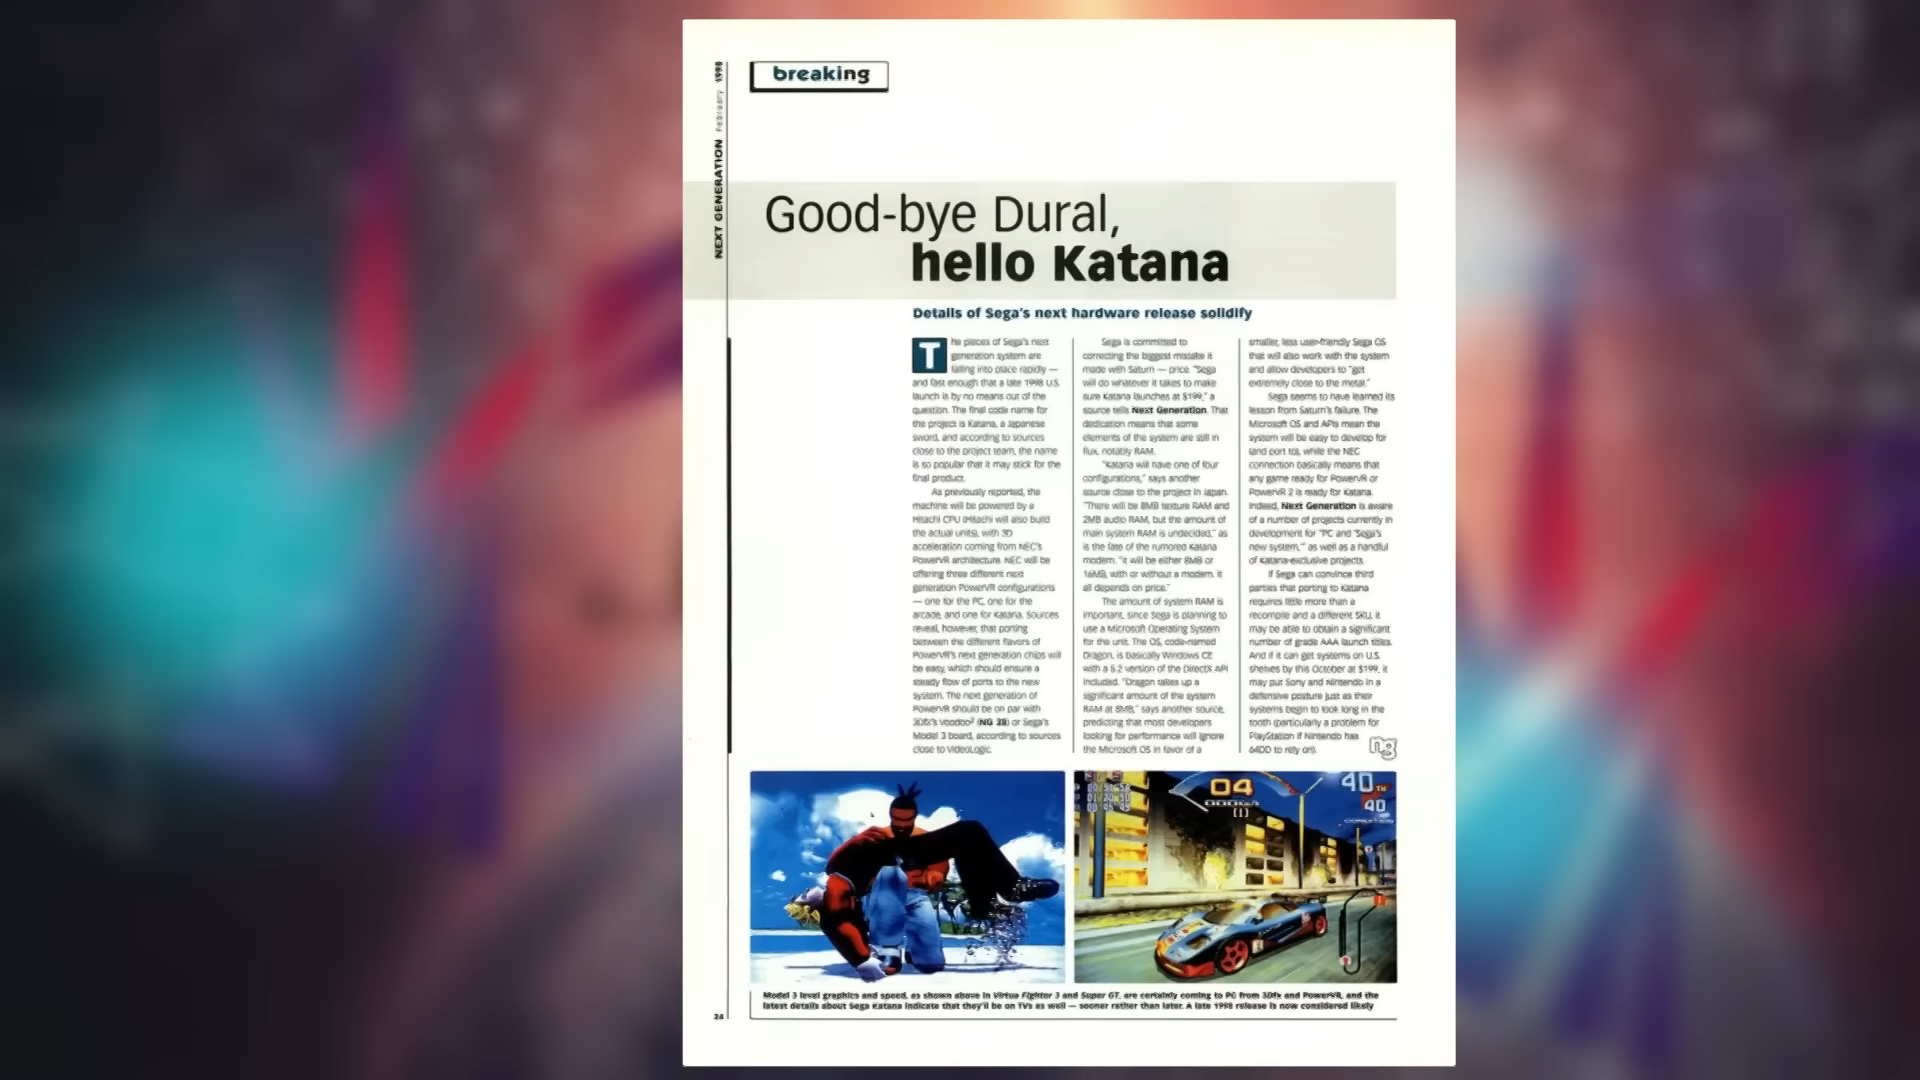 NEXT GENERATION February 1998
breaking
Good-bye Dural,
hello Katana
Details of Sega's next hardware release solidify
The pieces of Sega's next
generation system are
falling into place rapidly —
and fast enough that a late 1998 U.S.
launch is by no means out of the
question. The final code name for
the project is Katana, a Japanese
sword, and according to sources
close to the project team, the name
is so popular that it may stick for the
final product.
As previously reported, the
machine will be powered by a
Hitachi CPU (Hitachi will also build
the actual units), with 3D
acceleration coming from NEC's
PowerVR architecture. NEC will be
offering three different next
generation PowerVR configurations
— one for the PC, one for the
arcade, and one for Katana. Sources
reveal, however, that porting
between the different flavors of
PowerVR's next generation chips will
be easy, which should ensure a
steady flow of ports to the new
system. The next generation of
PowerVR should be on par with
3Dfx's Voodoo² (NG 38) or Sega's
Model 3 board, according to sources
close to VideoLogic.
Sega is committed to
correcting the biggest mistake it
made with Saturn — price. "Sega
will do whatever it takes to make
sure Katana launches at $199," a
source tells Next Generation. That
dedication means that some
elements of the system are still in
flux, notably RAM.
"Katana will have one of four
configurations," says another
source close to the project in Japan.
"There will be 8MB texture RAM and
2MB audio RAM, but the amount of
main system RAM is undecided," as
is the fate of the rumored Katana
modem. "It will be either 8MB or
16MB, with or without a modem. It
all depends on price."
The amount of system RAM is
important, since Sega is planning to
use a Microsoft Operating System
for the unit. The OS, code-named
Dragon, is basically Windows CE
with a 5.2 version of the DirectX API
included. "Dragon takes up a
significant amount of the system
RAM at 8MB," says another source,
predicting that most developers
looking for performance will ignore
the Microsoft OS in favor of a
smaller, less user-friendly Sega OS
that will also work with the system
and allow developers to "get
extremely close to the metal."
Sega seems to have learned its
lesson from Saturn's failure. The
Microsoft OS and APIs mean the
system will be easy to develop for
(and port to), while the NEC
connection basically means that
any game ready for PowerVR or
PowerVR 2 is ready for Katana.
Indeed, Next Generation is aware
of a number of projects currently in
development for "PC and 'Sega's
new system,'" as well as a handful
of Katana-exclusive projects.
If Sega can convince third
parties that porting to Katana
requires little more than a
recompile and a different SKU, it
may be able to obtain a significant
number of grade AAA launch titles.
And if it can get systems on U.S.
shelves by this October at $199, it
may put Sony and Nintendo in a
defensive posture just as their
systems begin to look long in the
tooth (particularly a problem for
PlayStation if Nintendo has
64DD to rely on).
ng
04
40TH
40
Model 3 level graphics and speed, as shown above in Virtua Fighter 3 and Super GT, are certainly coming to PC from 3Dfx and PowerVR, and the
latest details about Sega Katana indicate that they'll be on TVs as well — sooner rather than later. A late 1998 release is now considered likely
24